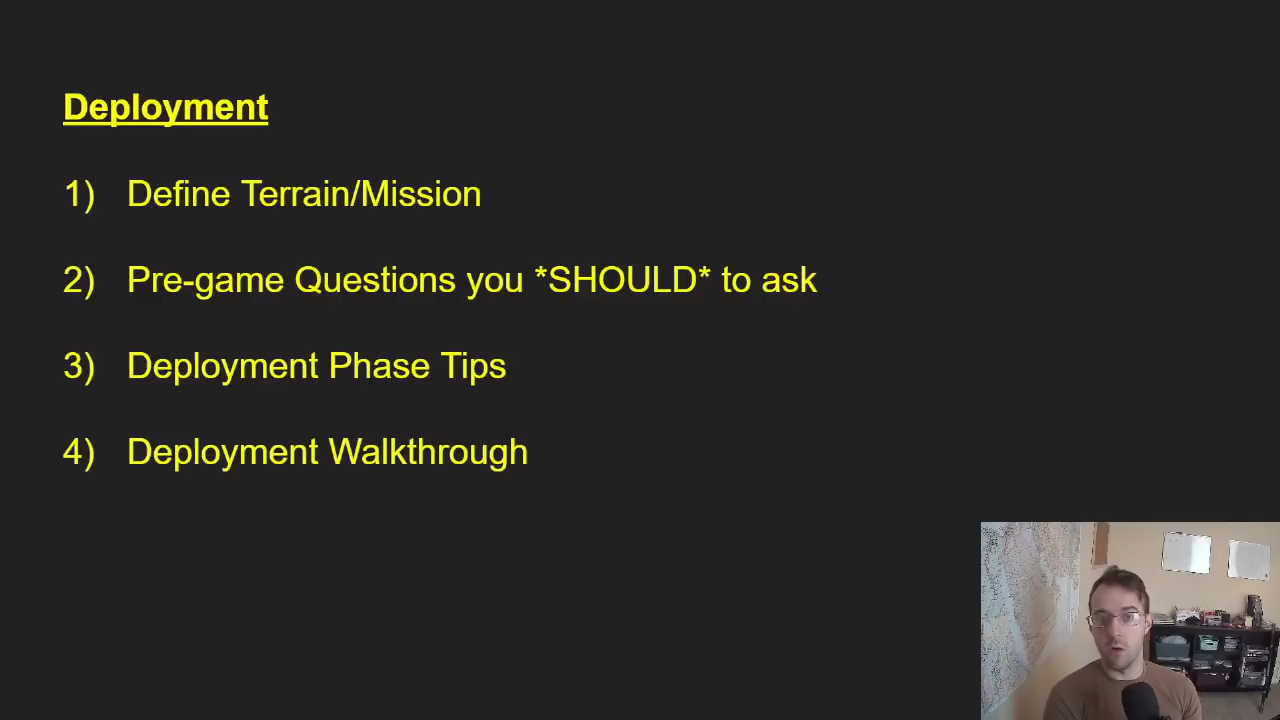 Deployment
1) Define Terrain/Mission
2) Pre-game Questions you *SHOULD* to ask
3) Deployment Phase Tips
4) Deployment Walkthrough